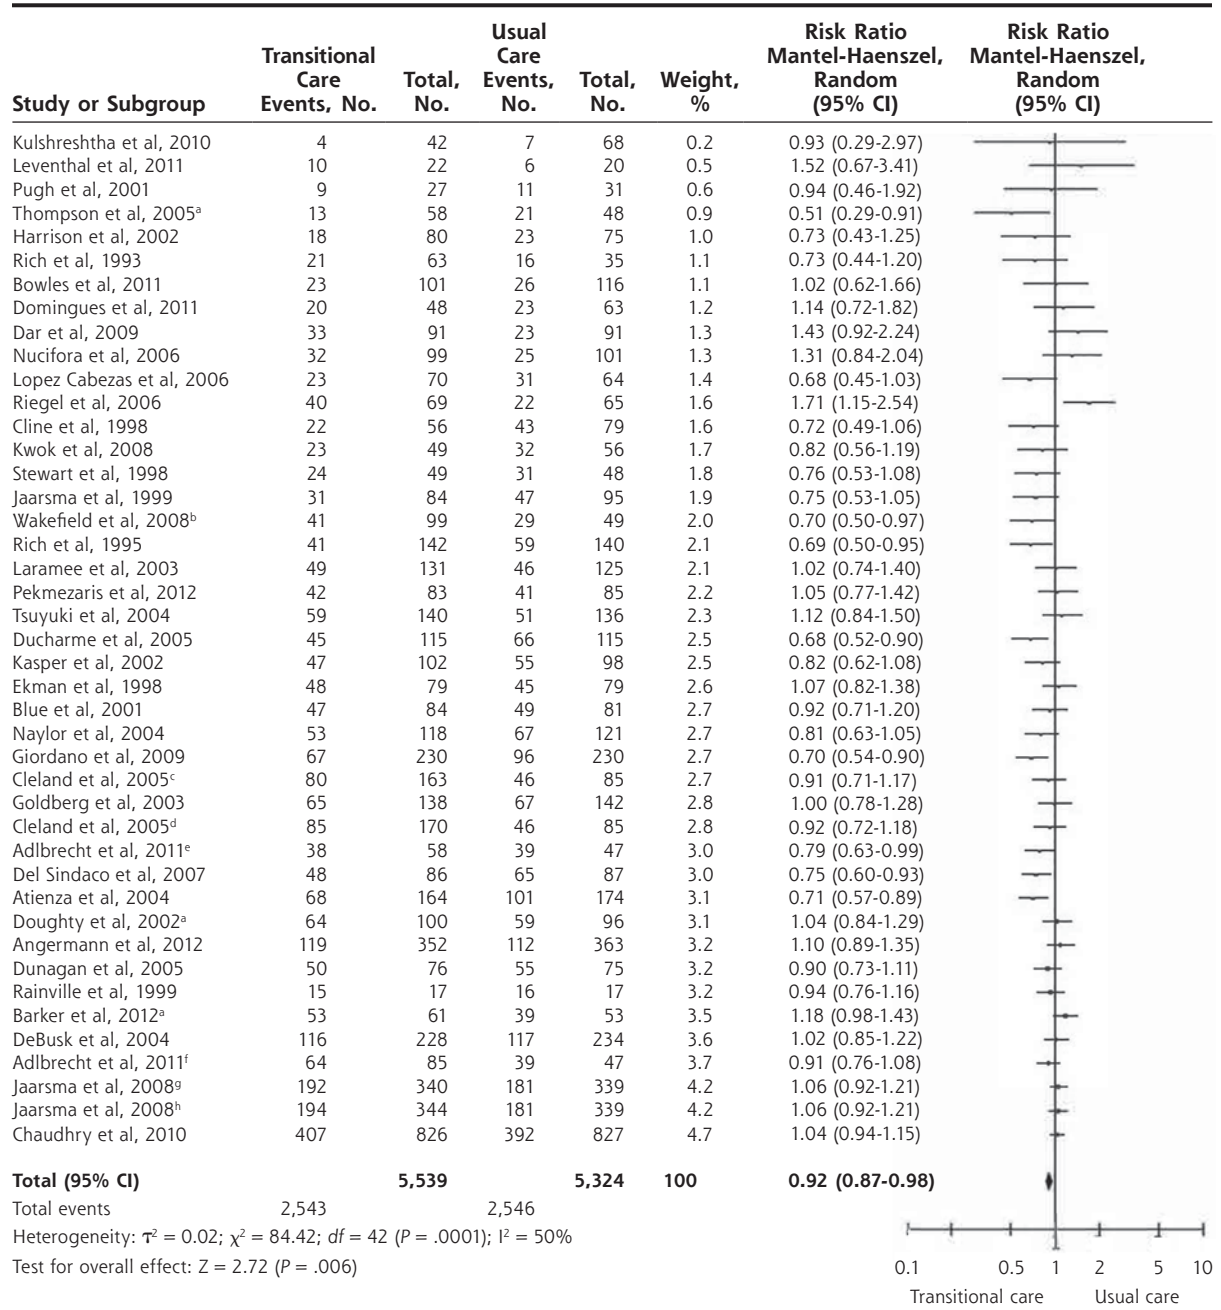 Study or Subgroup Transitional Care Events, No. Total, No. Usual Care Events, No. Total, No. Weight, % Risk Ratio Mantel-Haenszel, Random (95% CI) Risk Ratio Mantel-Haenszel, Random (95% CI)
Kulshreshtha et al, 2010 4 42 7 68 0.2 0.93 (0.29-2.97)
Leventhal et al, 2011 10 22 6 20 0.5 1.52 (0.67-3.41)
Pugh et al, 2001 9 27 11 31 0.6 0.94 (0.46-1.92)
Thompson et al, 2005ᵃ 13 58 21 48 0.9 0.51 (0.29-0.91)
Harrison et al, 2002 18 80 23 75 1.0 0.73 (0.43-1.25)
Rich et al, 1993 21 63 16 35 1.1 0.73 (0.44-1.20)
Bowles et al, 2011 23 101 26 116 1.1 1.02 (0.62-1.66)
Domingues et al, 2011 20 48 23 63 1.2 1.14 (0.72-1.82)
Dar et al, 2009 33 91 23 91 1.3 1.43 (0.92-2.24)
Nucifora et al, 2006 32 99 25 101 1.3 1.31 (0.84-2.04)
Lopez Cabezas et al, 2006 23 70 31 64 1.4 0.68 (0.45-1.03)
Riegel et al, 2006 40 69 22 65 1.6 1.71 (1.15-2.54)
Cline et al, 1998 22 56 43 79 1.6 0.72 (0.49-1.06)
Kwok et al, 2008 23 49 32 56 1.7 0.82 (0.56-1.19)
Stewart et al, 1998 24 49 31 48 1.8 0.76 (0.53-1.08)
Jaarsma et al, 1999 31 84 47 95 1.9 0.75 (0.53-1.05)
Wakefield et al, 2008ᵇ 41 99 29 49 2.0 0.70 (0.50-0.97)
Rich et al, 1995 41 142 59 140 2.1 0.69 (0.50-0.95)
Laramee et al, 2003 49 131 46 125 2.1 1.02 (0.74-1.40)
Pekmezaris et al, 2012 42 83 41 85 2.2 1.05 (0.77-1.42)
Tsuyuki et al, 2004 59 140 51 136 2.3 1.12 (0.84-1.50)
Ducharme et al, 2005 45 115 66 115 2.5 0.68 (0.52-0.90)
Kasper et al, 2002 47 102 55 98 2.5 0.82 (0.62-1.08)
Ekman et al, 1998 48 79 45 79 2.6 1.07 (0.82-1.38)
Blue et al, 2001 47 84 49 81 2.7 0.92 (0.71-1.20)
Naylor et al, 2004 53 118 67 121 2.7 0.81 (0.63-1.05)
Giordano et al, 2009 67 230 96 230 2.7 0.70 (0.54-0.90)
Cleland et al, 2005ᶜ 80 163 46 85 2.7 0.91 (0.71-1.17)
Goldberg et al, 2003 65 138 67 142 2.8 1.00 (0.78-1.28)
Cleland et al, 2005ᵈ 85 170 46 85 2.8 0.92 (0.72-1.18)
Adlbrecht et al, 2011ᵉ 38 58 39 47 3.0 0.79 (0.63-0.99)
Del Sindaco et al, 2007 48 86 65 87 3.0 0.75 (0.60-0.93)
Atienza et al, 2004 68 164 101 174 3.1 0.71 (0.57-0.89)
Doughty et al, 2002ᵃ 64 100 59 96 3.1 1.04 (0.84-1.29)
Angermann et al, 2012 119 352 112 363 3.2 1.10 (0.89-1.35)
Dunagan et al, 2005 50 76 55 75 3.2 0.90 (0.73-1.11)
Rainville et al, 1999 15 17 16 17 3.2 0.94 (0.76-1.16)
Barker et al, 2012ᵃ 53 61 39 53 3.5 1.18 (0.98-1.43)
DeBusk et al, 2004 116 228 117 234 3.6 1.02 (0.85-1.22)
Adlbrecht et al, 2011ᶠ 64 85 39 47 3.7 0.91 (0.76-1.08)
Jaarsma et al, 2008ᵍ 192 340 181 339 4.2 1.06 (0.92-1.21)
Jaarsma et al, 2008ʰ 194 344 181 339 4.2 1.06 (0.92-1.21)
Chaudhry et al, 2010 407 826 392 827 4.7 1.04 (0.94-1.15)
Total (95% CI) 5,539 5,324 100 0.92 (0.87-0.98)
Total events 2,543 2,546
Heterogeneity: τ² = 0.02; χ² = 84.42; df = 42 (P = .0001); I² = 50%
Test for overall effect: Z = 2.72 (P = .006)
0.1 0.5 1 2 5 10
Transitional care Usual care